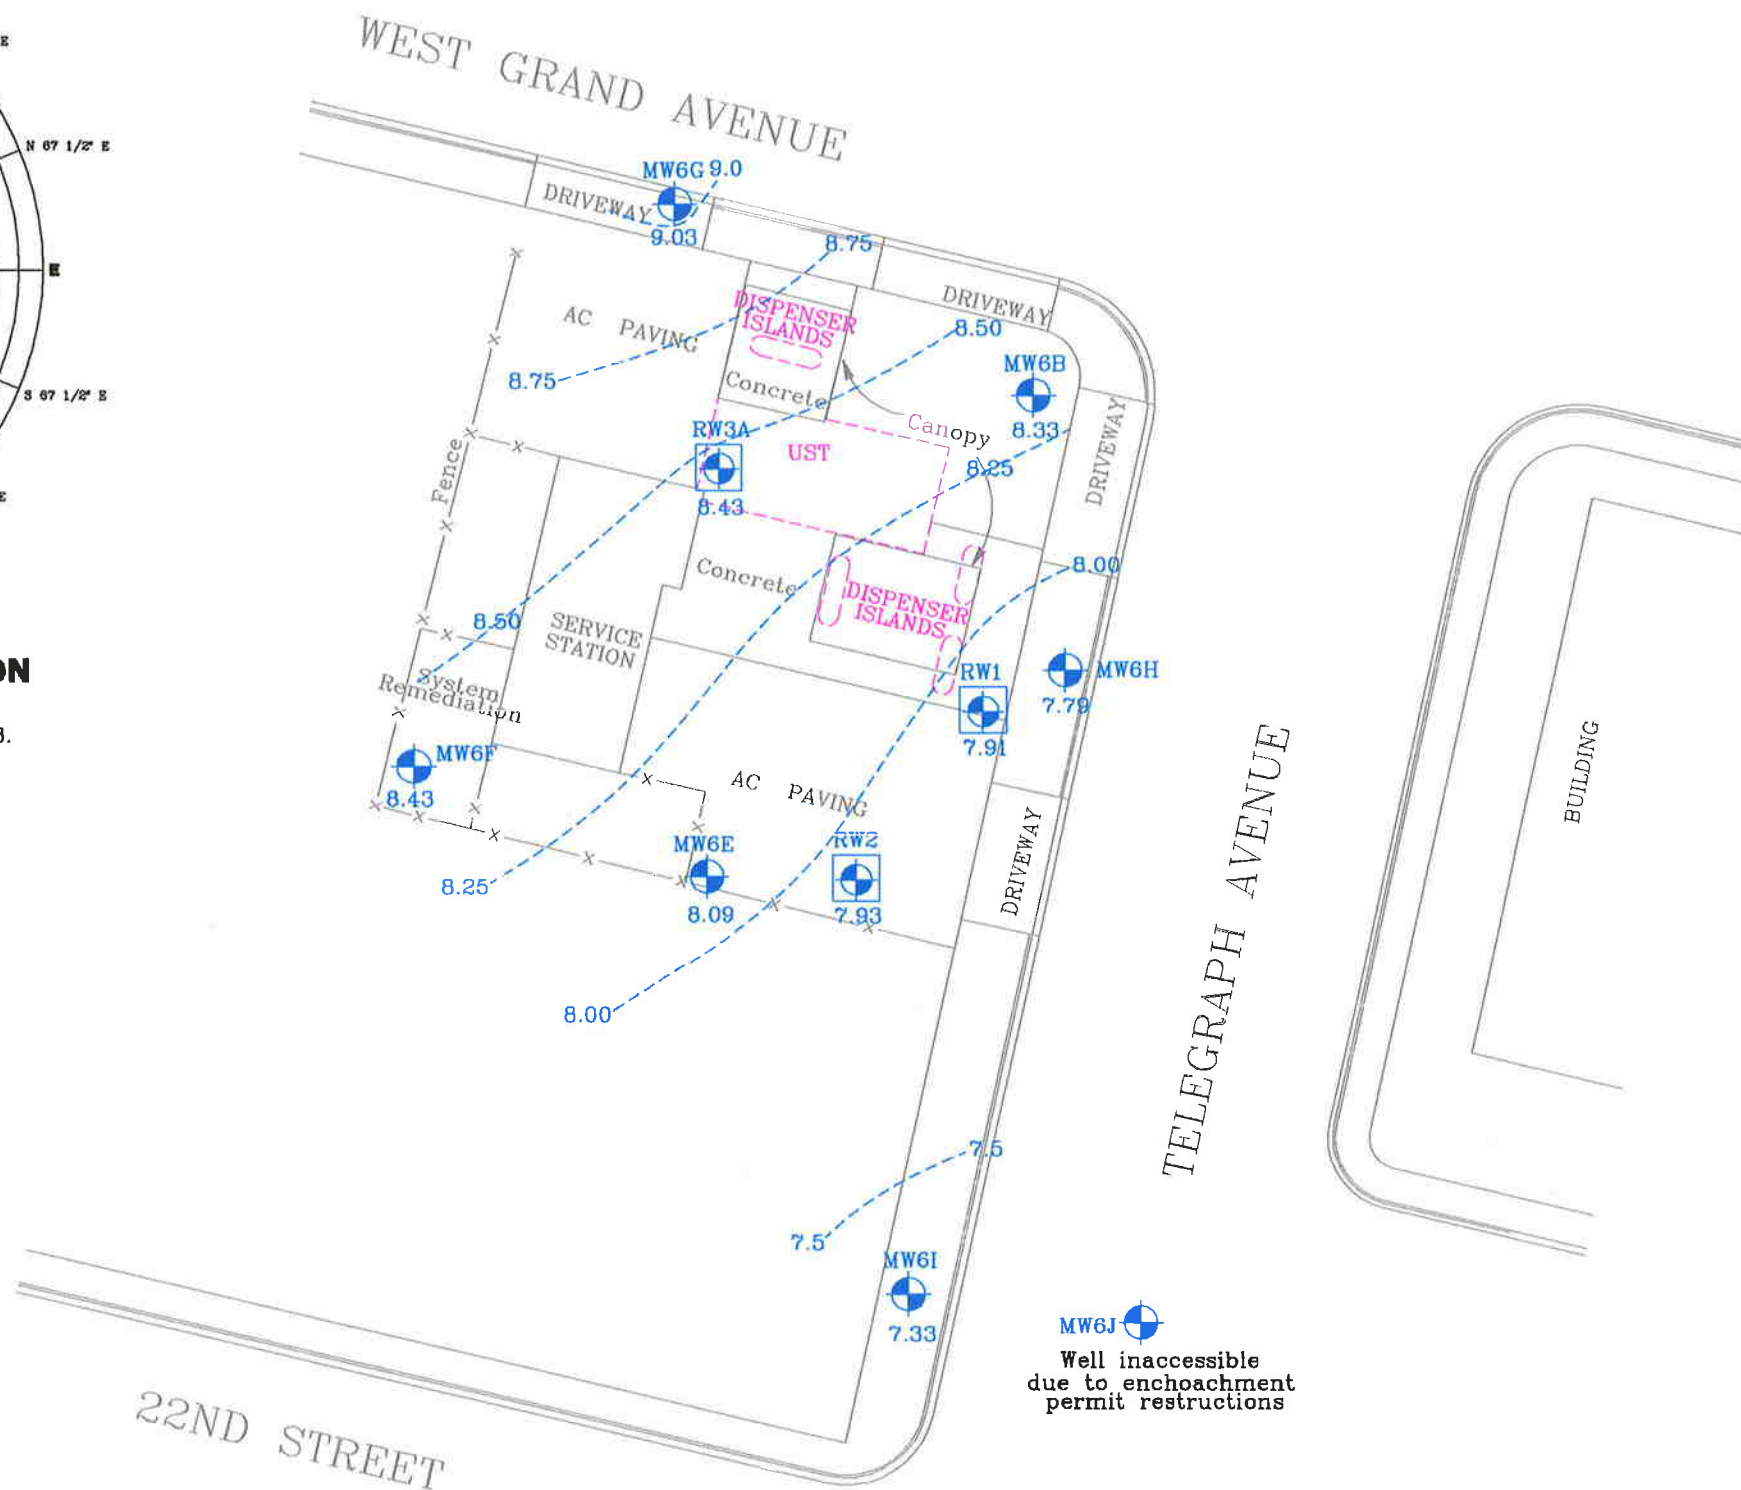 E
N 67 1/2° E
E
S 67 1/2° E
E
ON
3.
WEST GRAND AVENUE
MW6G 9.0
DRIVEWAY
9.03
8.75
DISPENSER
ISLANDS
AC PAVING
8.75
Concrete
DRIVEWAY
8.50
MW6B
8.33
Canopy
8.25
DRIVEWAY
RW3A
8.43
UST
Fence
Concrete
8.00
DISPENSER
ISLANDS
8.50
SERVICE
STATION
System
Remediation
RW1
7.91
MW6H
7.79
MW6F
8.43
AC PAVING
MW6E
8.09
RW2
7.93
8.25
DRIVEWAY
8.00
TELEGRAPH AVENUE
BUILDING
7.5
7.5
MW6I
7.33
MW6J
Well inaccessible
due to enchoachment
permit restructions
22ND STREET